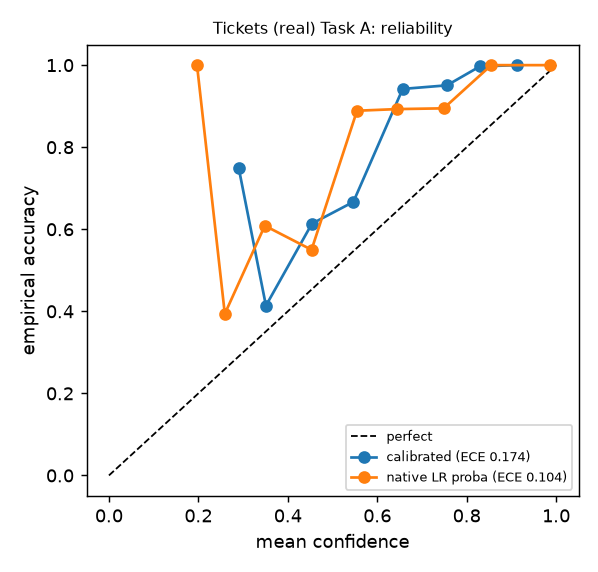 Tickets (real) Task A: reliability
1.0
0.8
0.6
0.4
0.2
0.0
empirical accuracy
0.0 0.2 0.4 0.6 0.8 1.0
mean confidence
perfect
calibrated (ECE 0.174)
native LR proba (ECE 0.104)